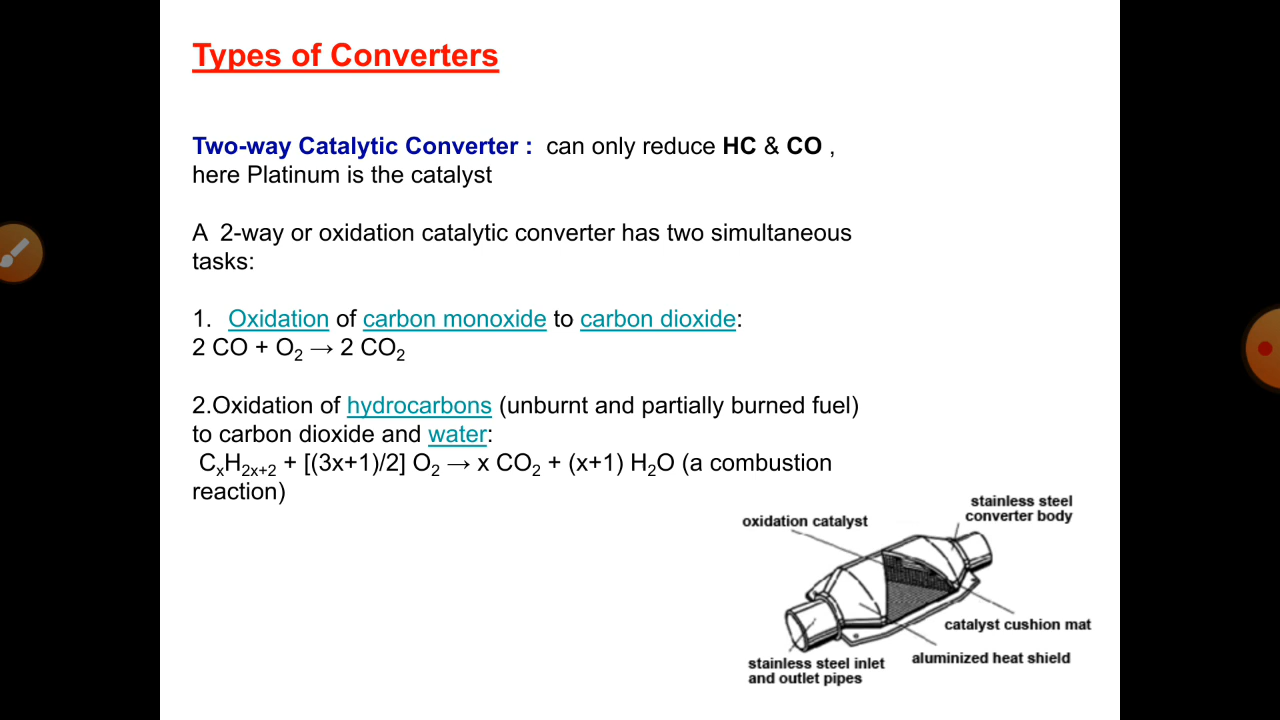 Types of Converters
Two-way Catalytic Converter :  can only reduce HC & CO ,
here Platinum is the catalyst
A  2-way or oxidation catalytic converter has two simultaneous
tasks:
1.  Oxidation of carbon monoxide to carbon dioxide:
2 CO + O₂ → 2 CO₂
2.Oxidation of hydrocarbons (unburnt and partially burned fuel)
to carbon dioxide and water:
CₓH₂ₓ₊₂ + [(3x+1)/2] O₂ → x CO₂ + (x+1) H₂O (a combustion
reaction)
stainless steel
converter body
oxidation catalyst
catalyst cushion mat
aluminized heat shield
stainless steel inlet
and outlet pipes